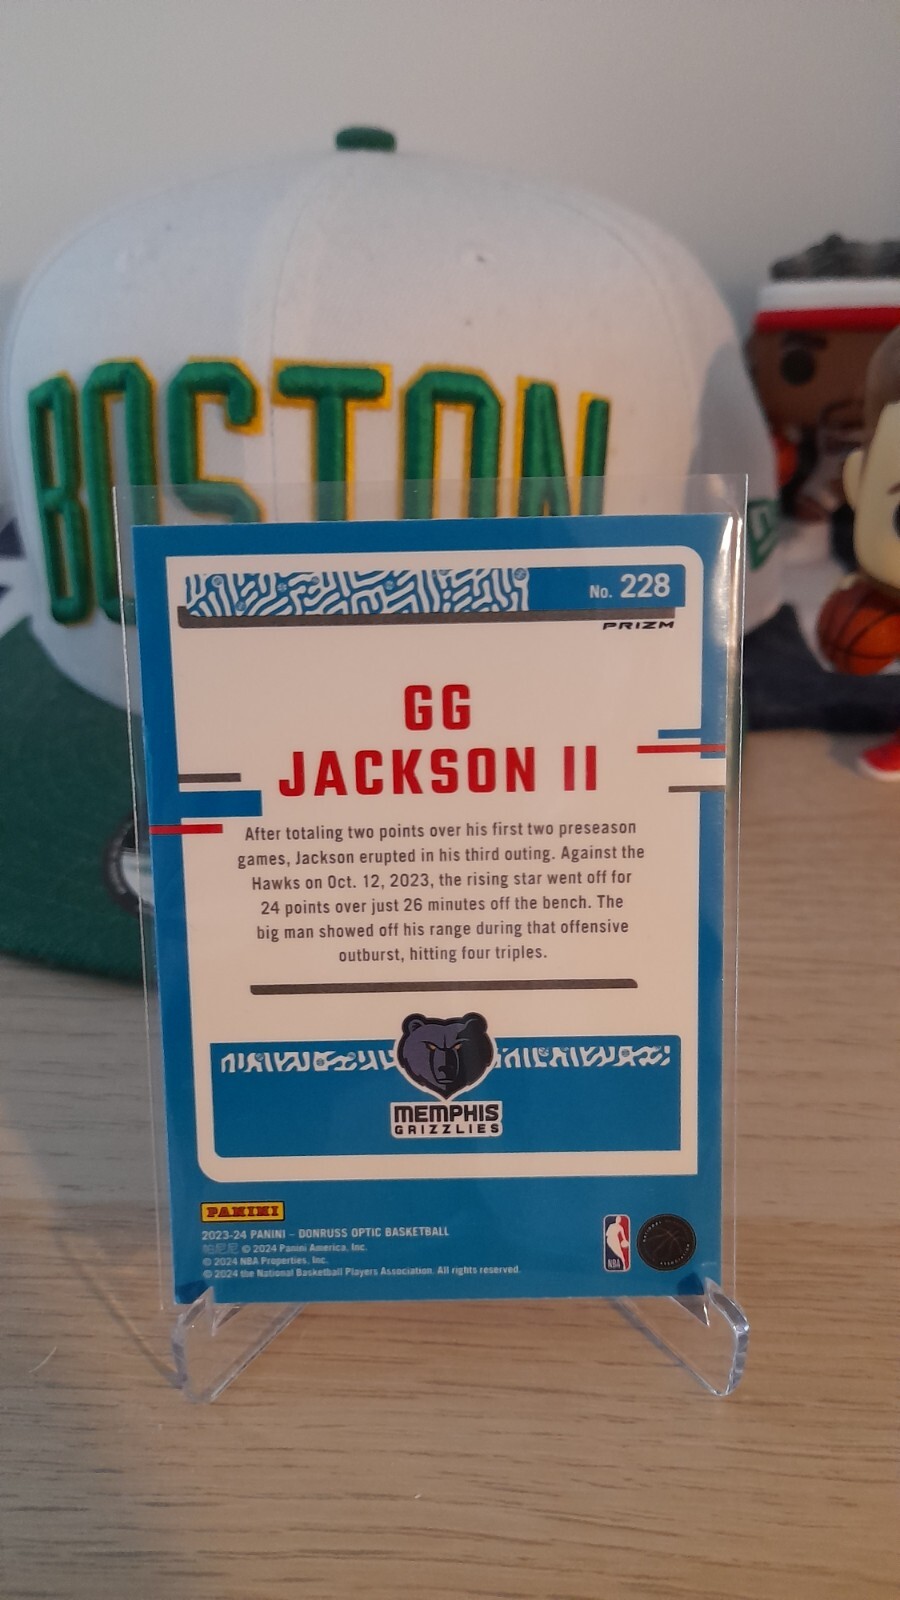 BOSTON
No. 228
PRIZM
GG
JACKSON II
After totaling two points over his first two preseason
games, Jackson erupted in his third outing. Against the
Hawks on Oct. 12, 2023, the rising star went off for
24 points over just 26 minutes off the bench. The
big man showed off his range during that offensive
outburst, hitting four triples.
MEMPHIS
GRIZZLIES
PANINI
2023-24 PANINI – DONRUSS OPTIC BASKETBALL
帕尼尼 © 2024 Panini America, Inc.
© 2024 NBA Properties, Inc.
© 2024 the National Basketball Players Association. All rights reserved.
NBA